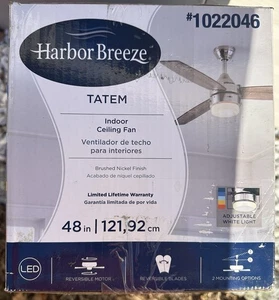 #1022046
Harbor Breeze®
TATEM
Indoor
Ceiling Fan
Ventilador de techo
para interiores
Brushed Nickel Finish
Acabado de níquel cepillado
Limited Lifetime Warranty
Garantía limitada de por vida
48 in | 121,92 cm
ADJUSTABLE
WHITE LIGHT
LED
REVERSIBLE MOTOR
REVERSIBLE BLADES
2 MOUNTING OPTIONS